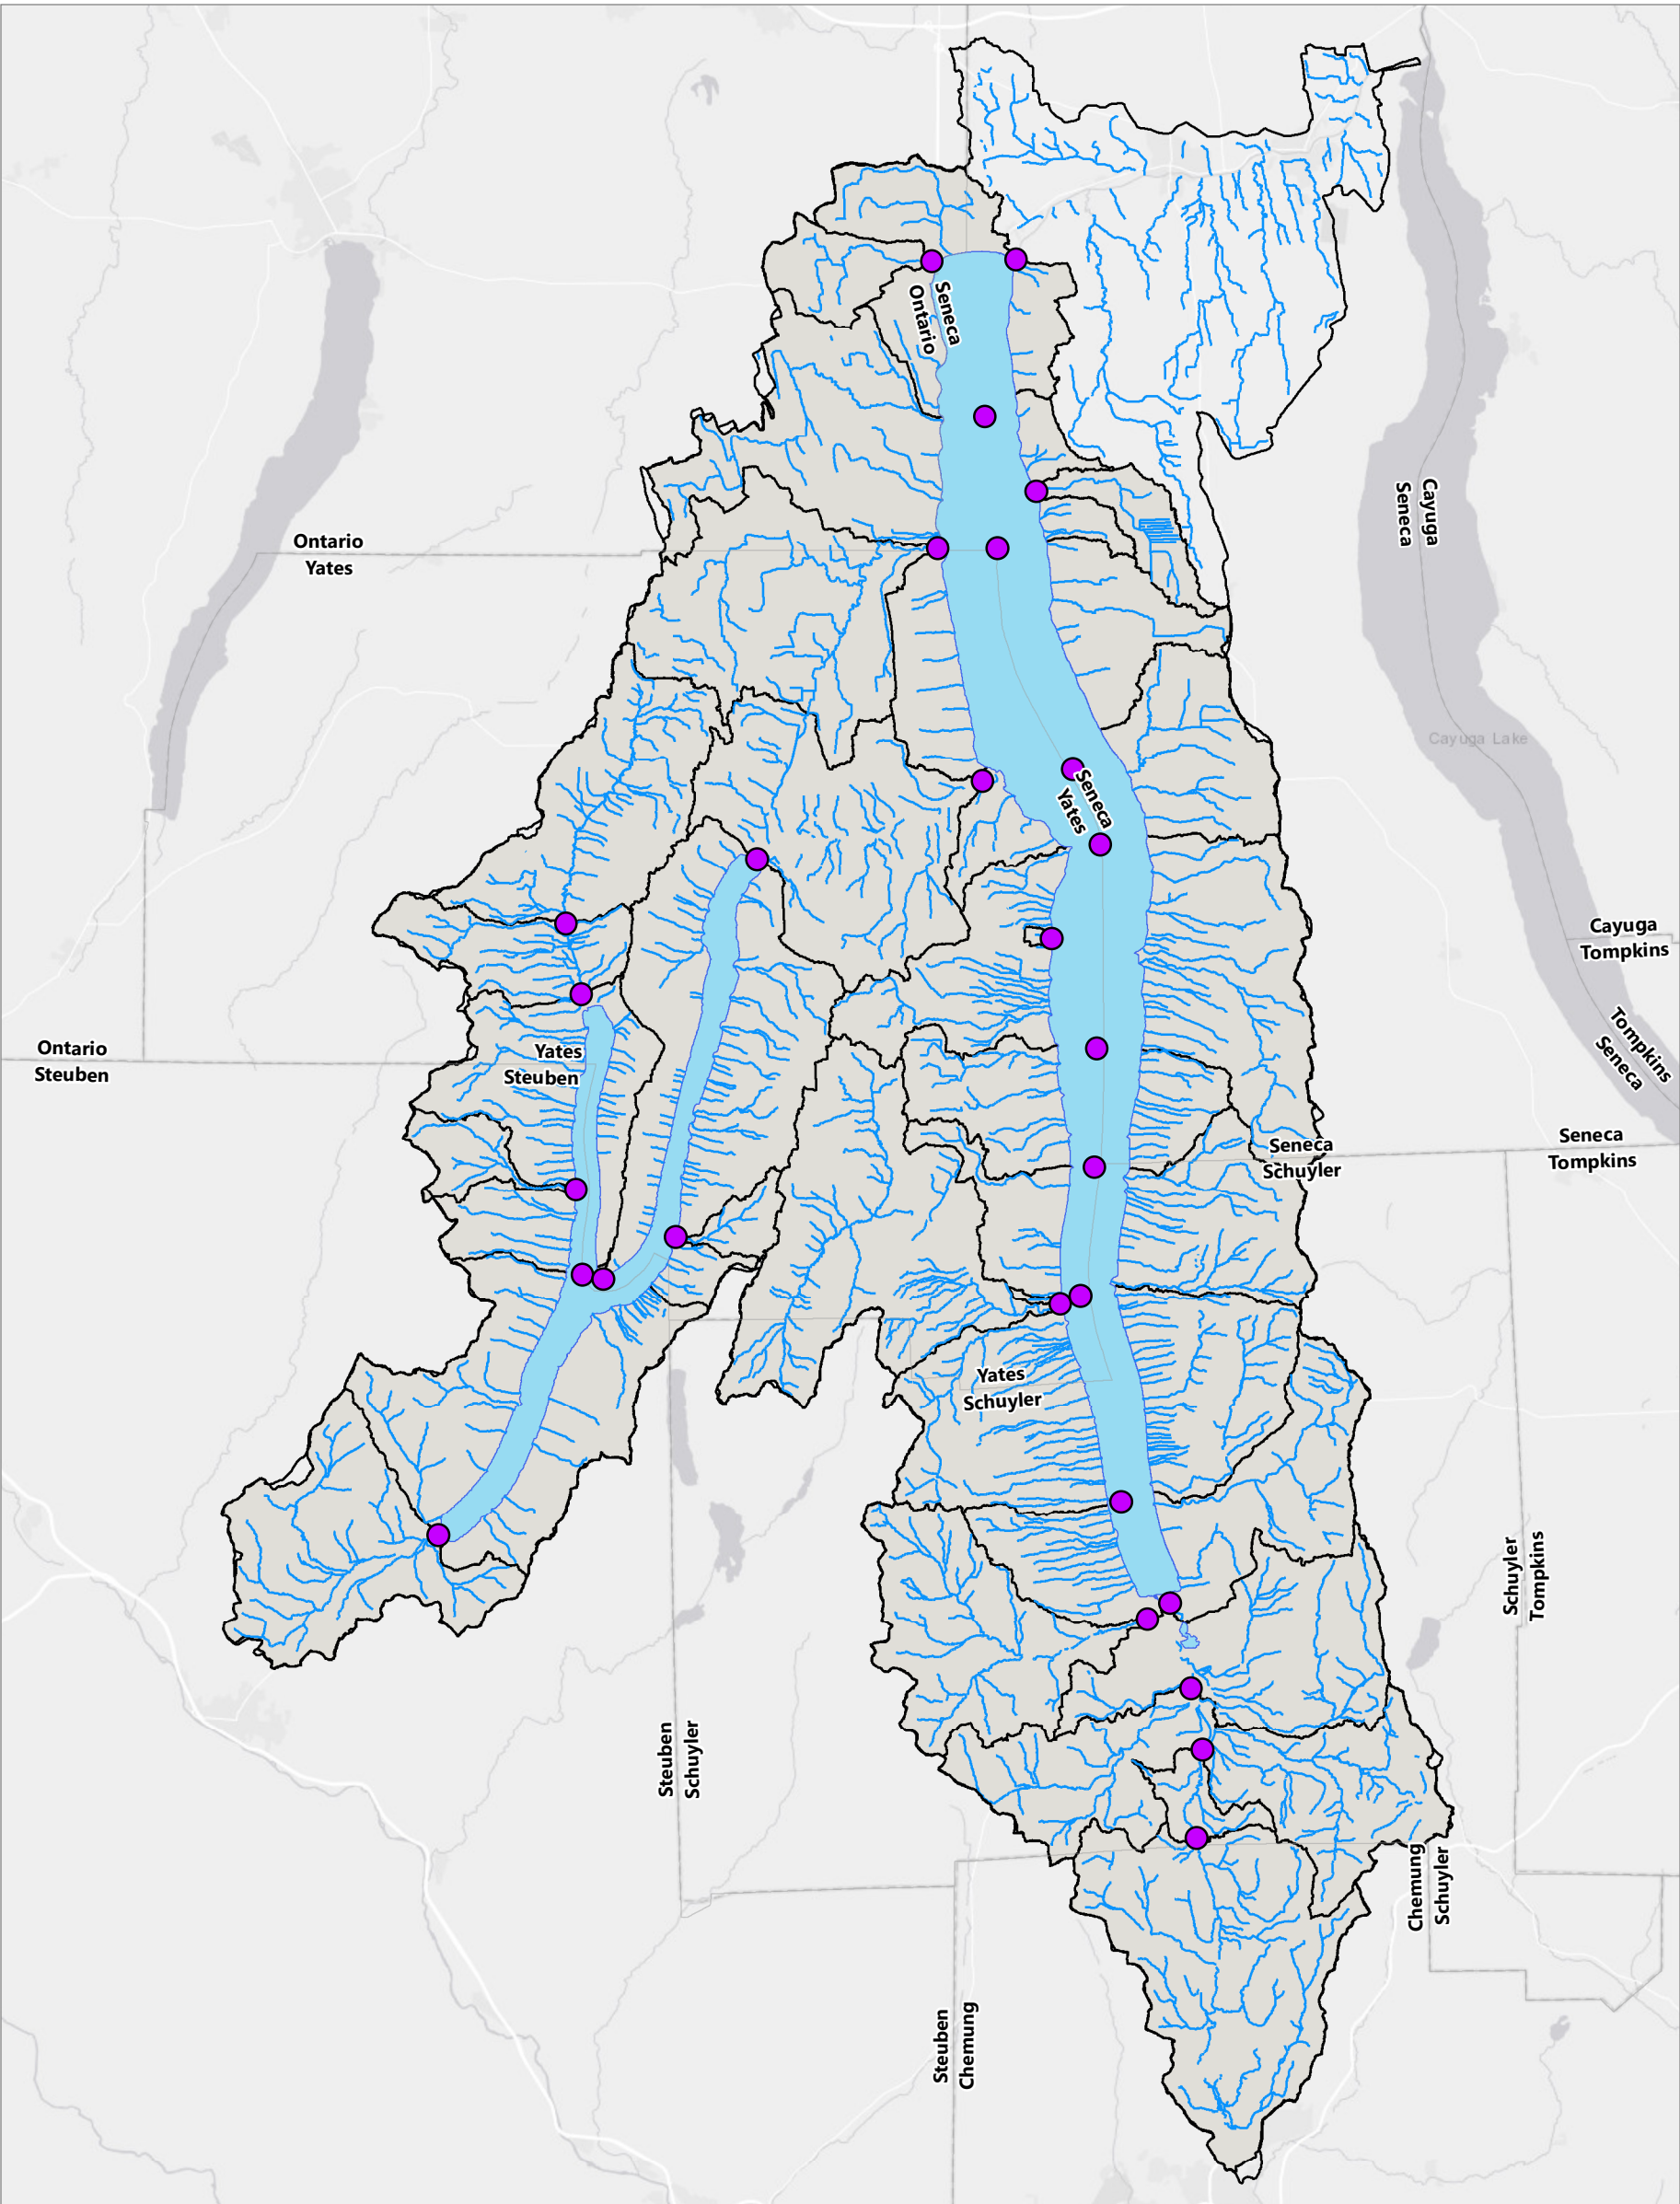 Seneca
Ontario
Cayuga
Seneca
Ontario
Yates
Cayuga Lake
Seneca
Yates
Cayuga
Tompkins
Tompkins
Seneca
Ontario
Steuben
Yates
Steuben
Seneca
Schuyler
Seneca
Tompkins
Yates
Schuyler
Schuyler
Tompkins
Steuben
Schuyler
Chemung
Schuyler
Steuben
Chemung